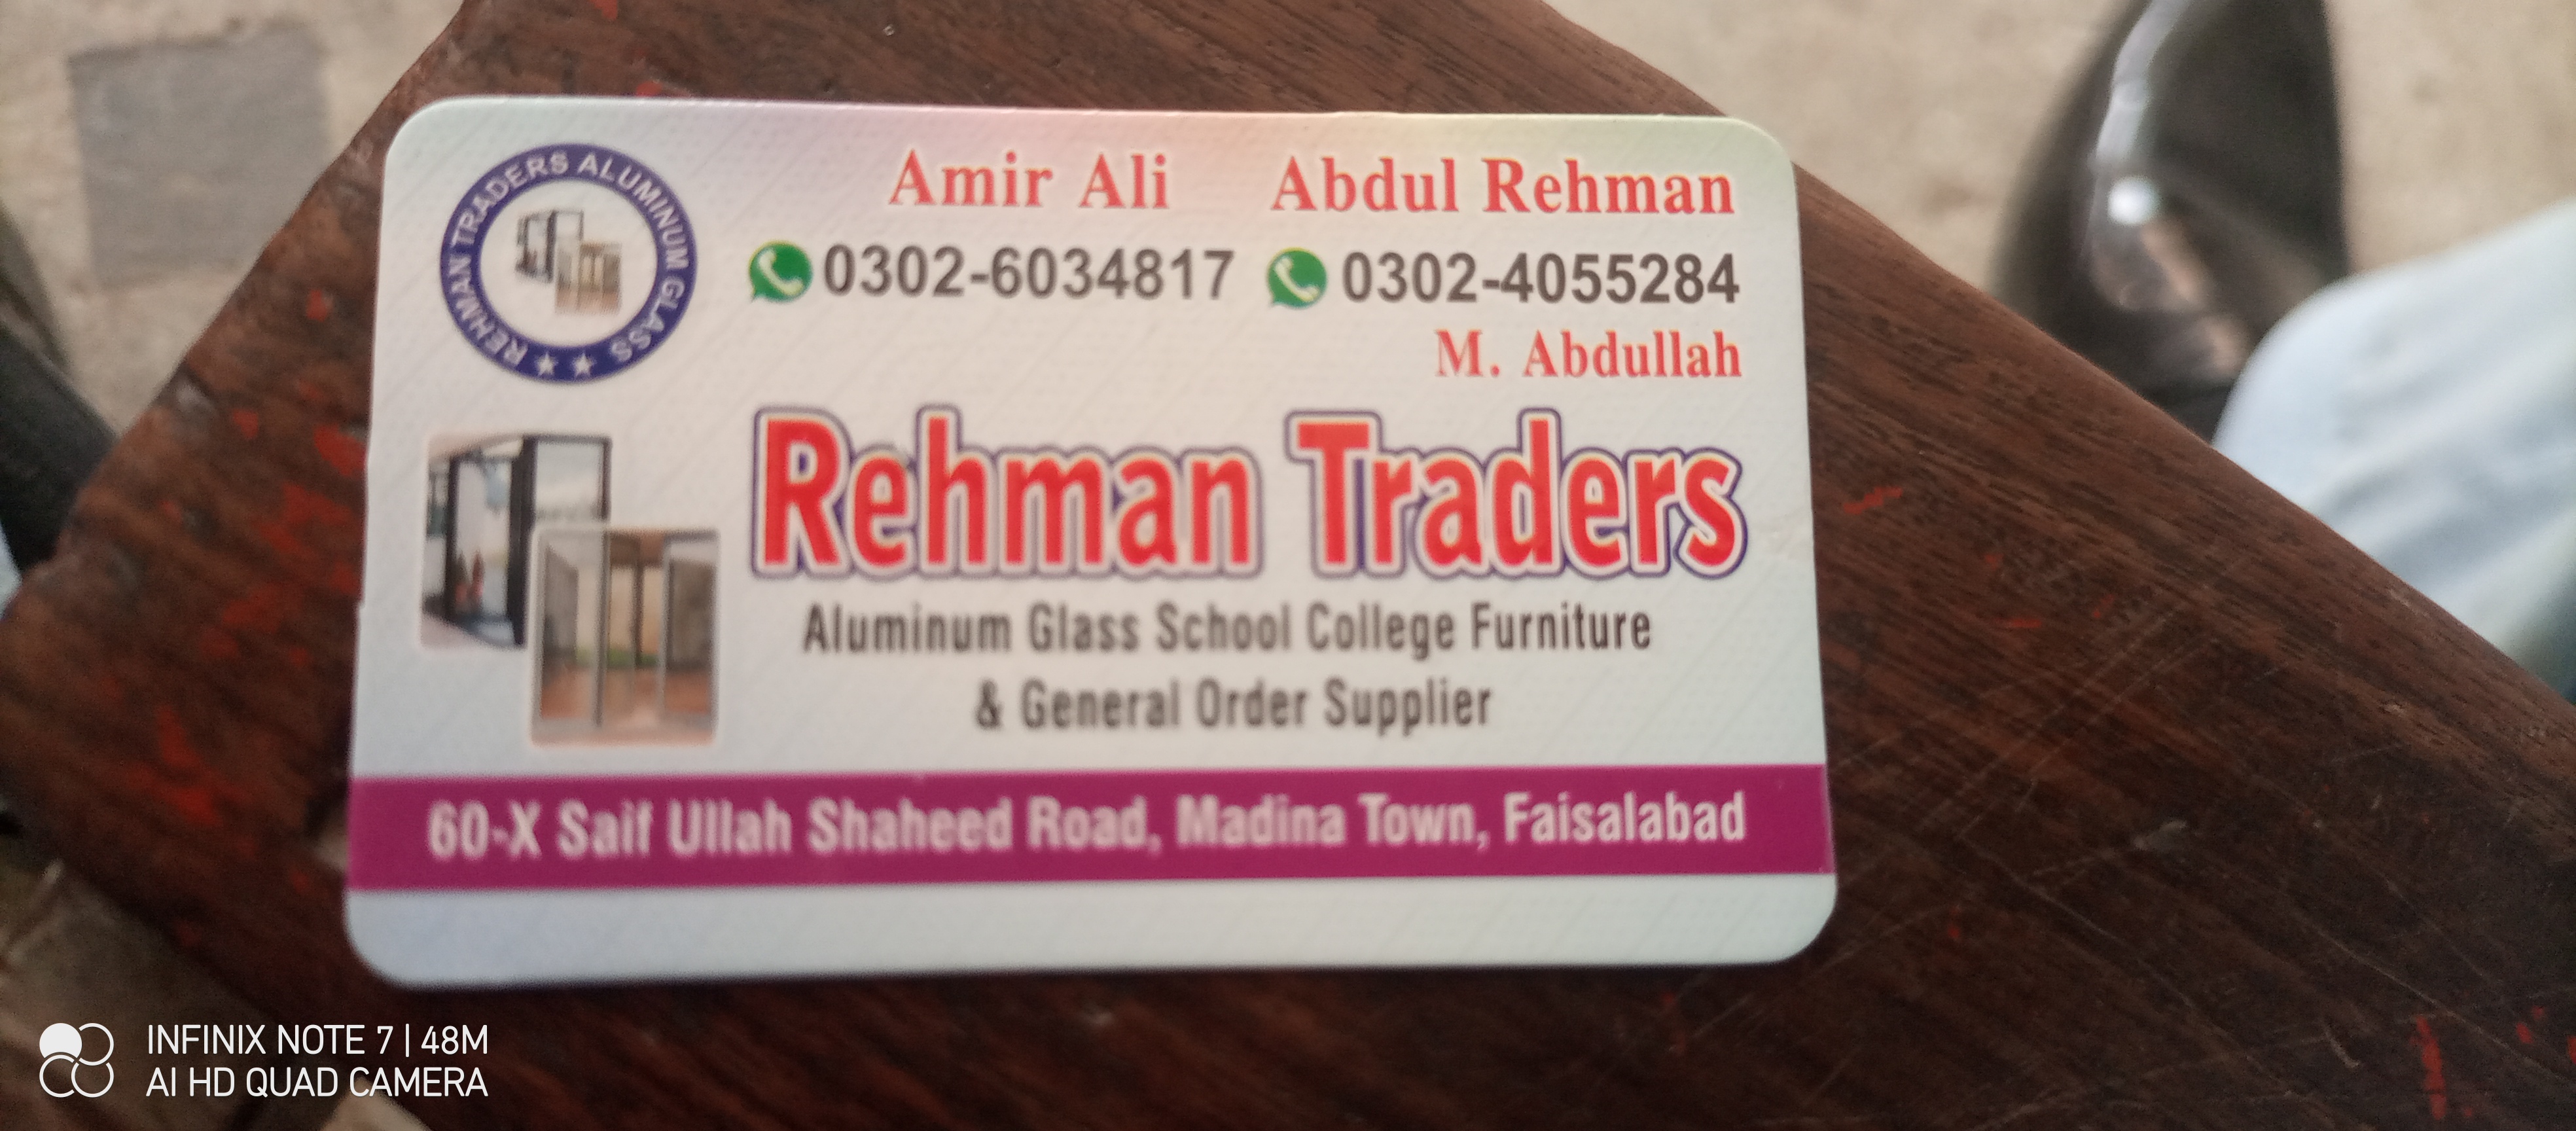 REHMAN TRADERS ALUMINUM GLASS
Amir Ali Abdul Rehman
0302-6034817 0302-4055284
M. Abdullah
Rehman Traders
Aluminum Glass School College Furniture
& General Order Supplier
60-X Saif Ullah Shaheed Road, Madina Town, Faisalabad
INFINIX NOTE 7 | 48M
AI HD QUAD CAMERA